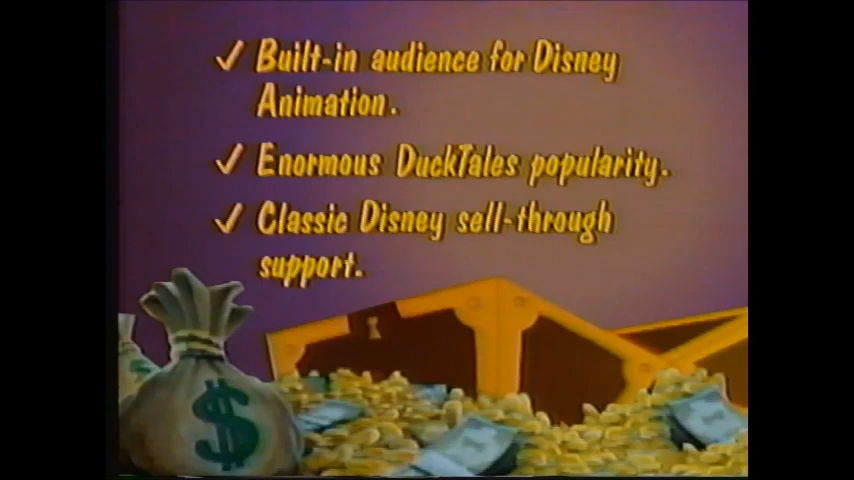 ✓ Built-in audience for Disney
Animation.
✓ Enormous DuckTales popularity.
✓ Classic Disney sell-through
support.
$
$